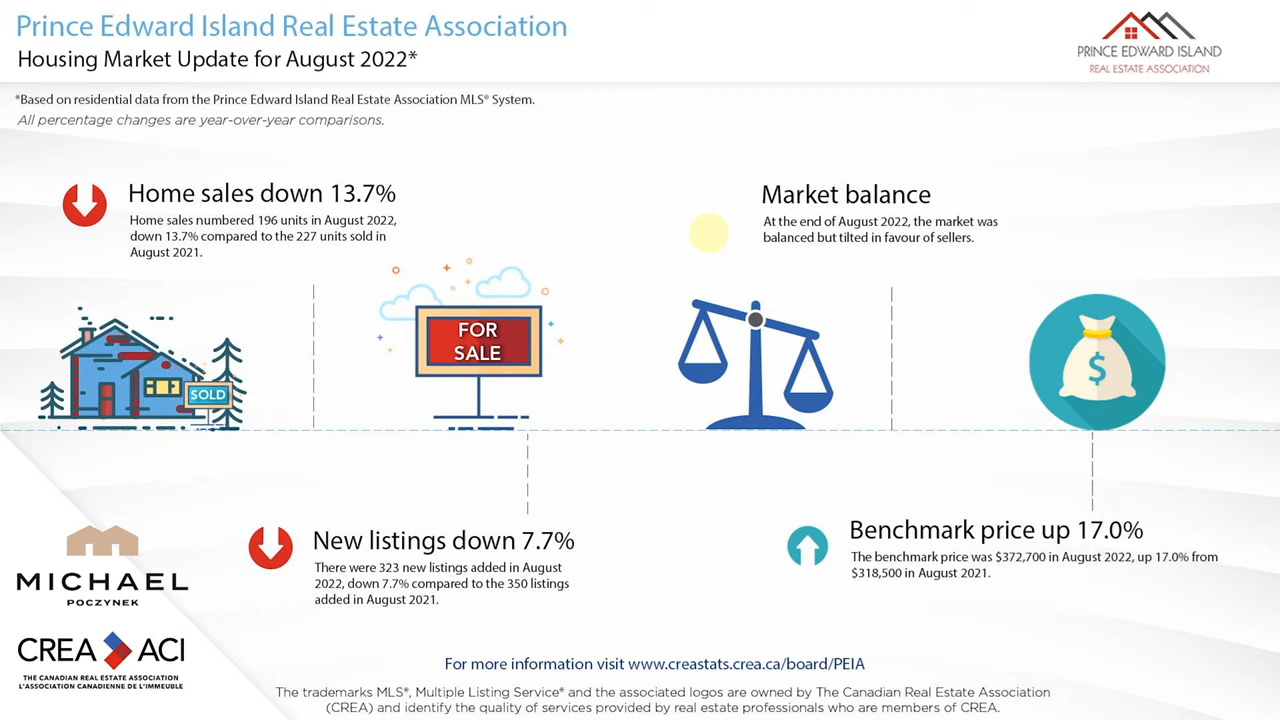 Prince Edward Island Real Estate Association
Housing Market Update for August 2022*
PRINCE EDWARD ISLAND
REAL ESTATE ASSOCIATION
*Based on residential data from the Prince Edward Island Real Estate Association MLS® System.
All percentage changes are year-over-year comparisons.
Home sales down 13.7%
Home sales numbered 196 units in August 2022,
down 13.7% compared to the 227 units sold in
August 2021.
Market balance
At the end of August 2022, the market was
balanced but tilted in favour of sellers.
SOLD
FOR
SALE
$
New listings down 7.7%
There were 323 new listings added in August
2022, down 7.7% compared to the 350 listings
added in August 2021.
Benchmark price up 17.0%
The benchmark price was $372,700 in August 2022, up 17.0% from
$318,500 in August 2021.
MICHAEL
POCZYNEK
CREA ACI
THE CANADIAN REAL ESTATE ASSOCIATION
L'ASSOCIATION CANADIENNE DE L'IMMEUBLE
For more information visit www.creastats.crea.ca/board/PEIA
The trademarks MLS®, Multiple Listing Service® and the associated logos are owned by The Canadian Real Estate Association
(CREA) and identify the quality of services provided by real estate professionals who are members of CREA.